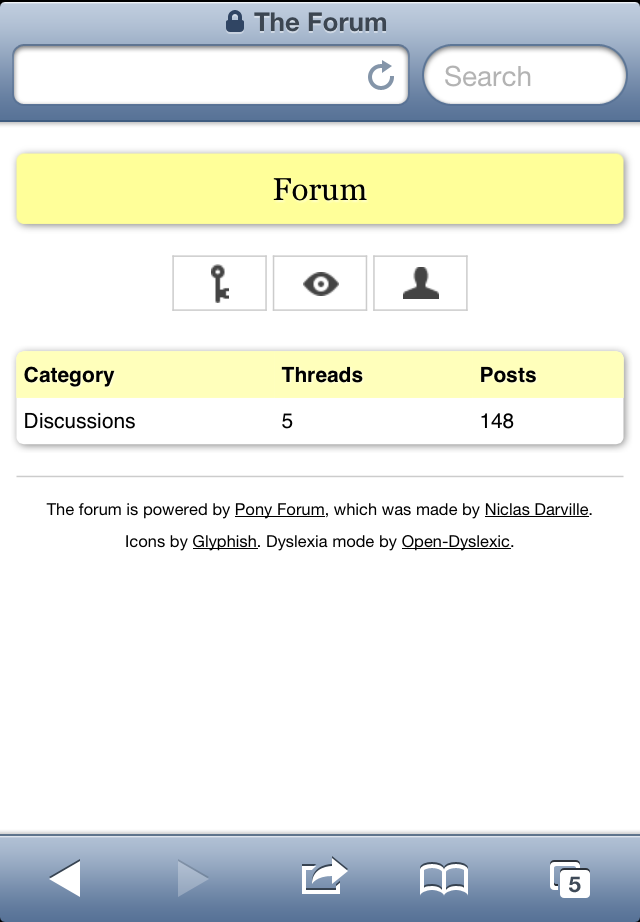 The Forum
Search
Forum
Category Threads Posts
Discussions 5 148
The forum is powered by Pony Forum, which was made by Niclas Darville.
Icons by Glyphish. Dyslexia mode by Open-Dyslexic.
5